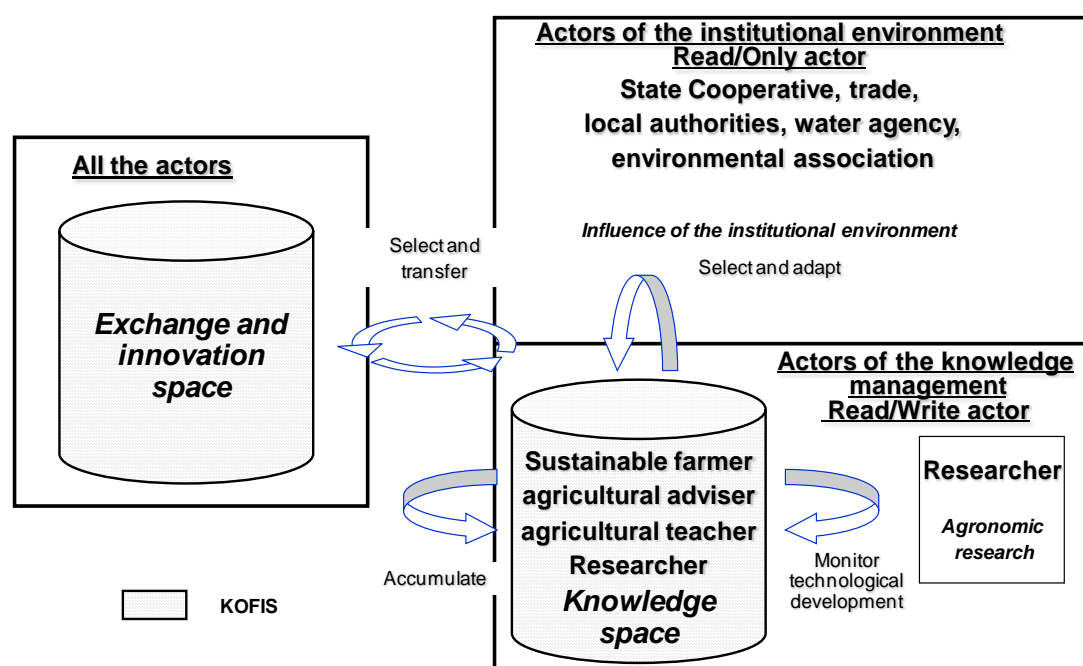 Actors of the institutional environment
Read/Only actor
State Cooperative, trade,
local authorities, water agency,
environmental association
All the actors
Select and
transfer
Influence of the institutional environment
Select and adapt
Exchange and
innovation
space
Actors of the knowledge
management
Read/Write actor
Sustainable farmer
agricultural adviser
agricultural teacher
Researcher
Knowledge
space
Researcher
Agronomic
research
Accumulate
Monitor
technological
development
KOFIS